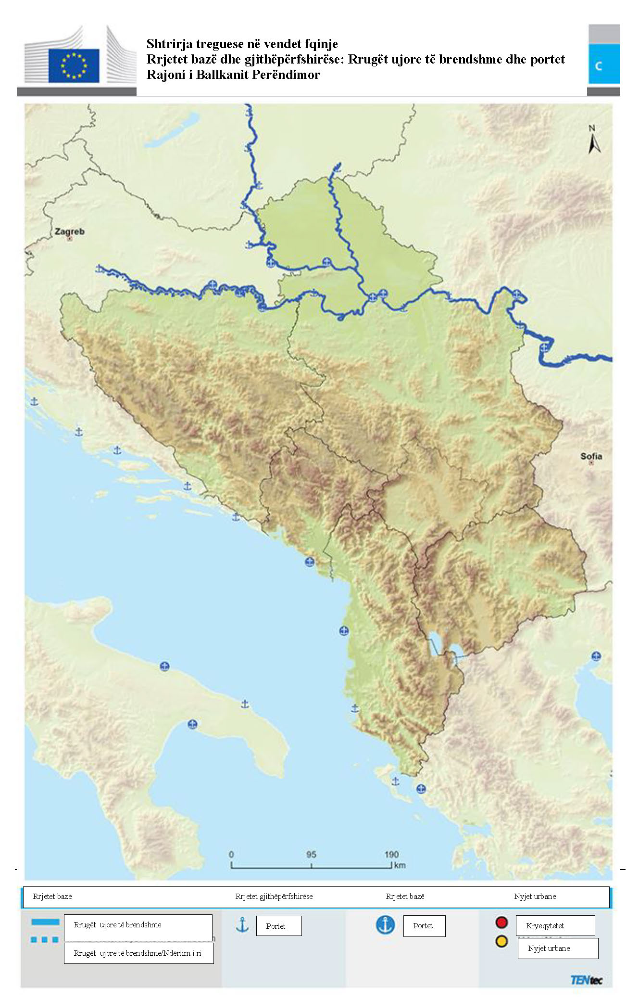 Shtrirja treguese në vendet fqinje
Rrjetet bazë dhe gjithëpërfshirëse: Rrugët ujore të brendshme dhe portet
Rajoni i Ballkanit Perëndimor
C
N
Zagreb
Sofia
0 95 190
km
Rrjetet bazë Rrjetet gjithëpërfshirëse Rrjetet bazë Nyjet urbane
Rrugët ujore të brendshme Portet Portet Kryeqytetet
Rrugët ujore të brendshme/Ndërtim i ri Nyjet urbane
TENtec